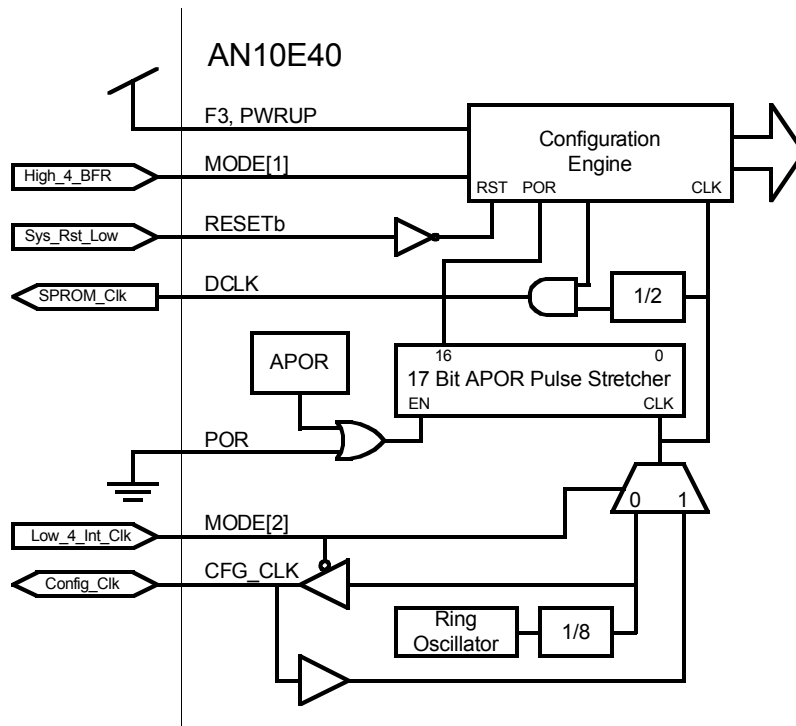 AN10E40
F3, PWRUP
Configuration
Engine
High_4_BFR
MODE[1]
RST
POR
CLK
Sys_Rst_Low
RESETb
SPROM_Clk
DCLK
1/2
APOR
16
0
17 Bit APOR Pulse Stretcher
EN
CLK
POR
0
1
Low_4_Int_Clk
MODE[2]
Config_Clk
CFG_CLK
Ring
Oscillator
1/8